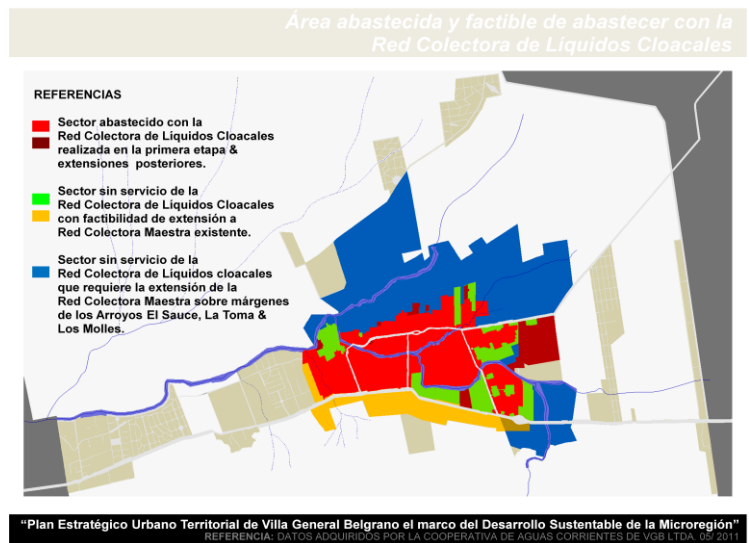 Área abastecida y factible de abastecer con la
Red Colectora de Líquidos Cloacales
REFERENCIAS
Sector abastecido con la
Red Colectora de Líquidos Cloacales
realizada en la primera etapa &
extensiones posteriores.
Sector sin servicio de la
Red Colectora de Líquidos Cloacales
con factibilidad de extensión a
Red Colectora Maestra existente.
Sector sin servicio de la
Red Colectora de Líquidos cloacales
que requiere la extensión de la
Red Colectora Maestra sobre márgenes
de los Arroyos El Sauce, La Toma &
Los Molles.
“Plan Estratégico Urbano Territorial de Villa General Belgrano el marco del Desarrollo Sustentable de la Microregión”
REFERENCIA: DATOS ADQUIRIDOS POR LA COOPERATIVA DE AGUAS CORRIENTES DE VGB LTDA. 05/ 2011